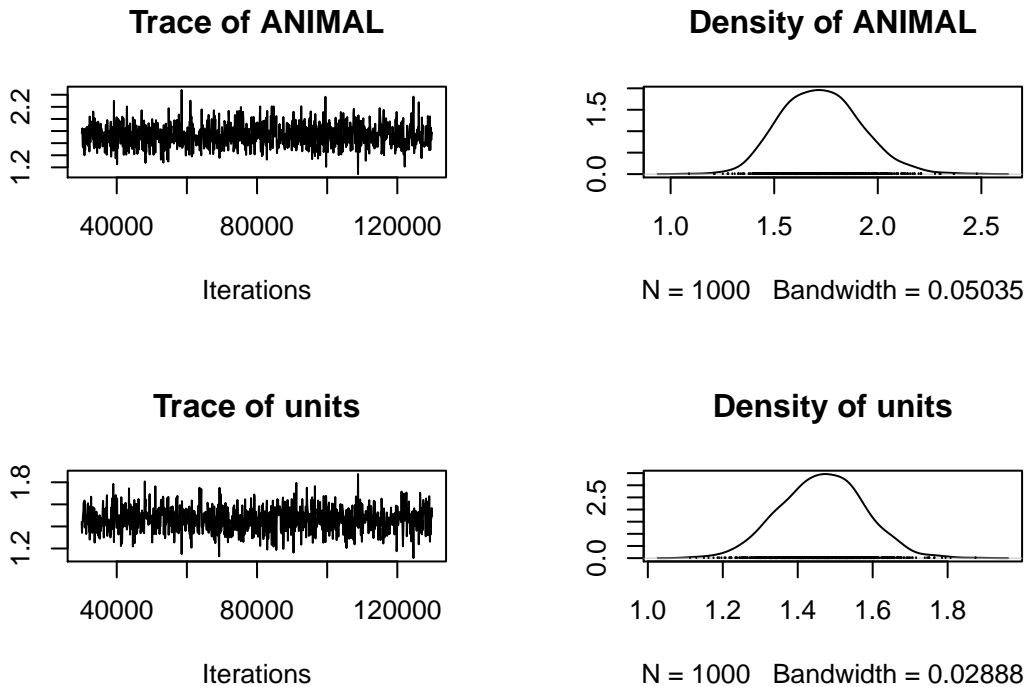 Trace of ANIMAL
2.2
1.2
40000 80000 120000
Iterations
Density of ANIMAL
1.5
0.0
1.0 1.5 2.0 2.5
N = 1000 Bandwidth = 0.05035
Trace of units
1.8
1.2
40000 80000 120000
Iterations
Density of units
2.5
0.0
1.0 1.2 1.4 1.6 1.8
N = 1000 Bandwidth = 0.02888